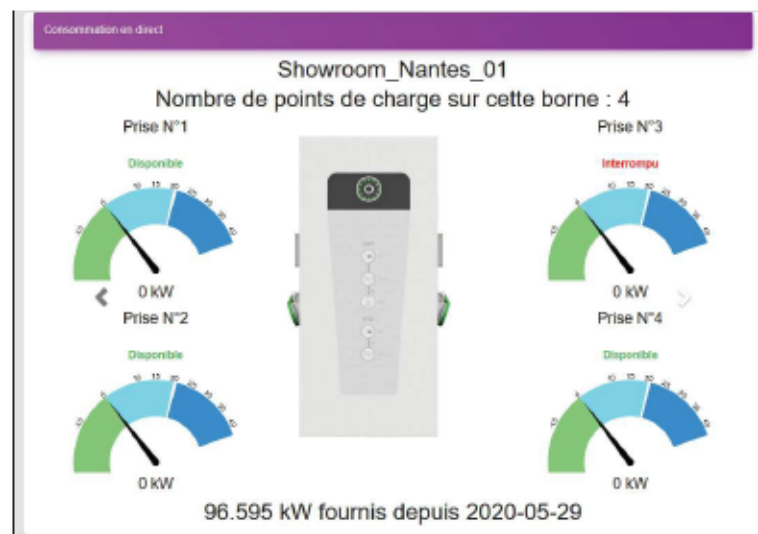 Consommation en direct
Showroom_Nantes_01
Nombre de points de charge sur cette borne : 4
Prise N°1
Disponible
0 kW
Prise N°3
Interrompu
0 kW
Prise N°2
Disponible
0 kW
Prise N°4
Disponible
0 kW
96.595 kW fournis depuis 2020-05-29